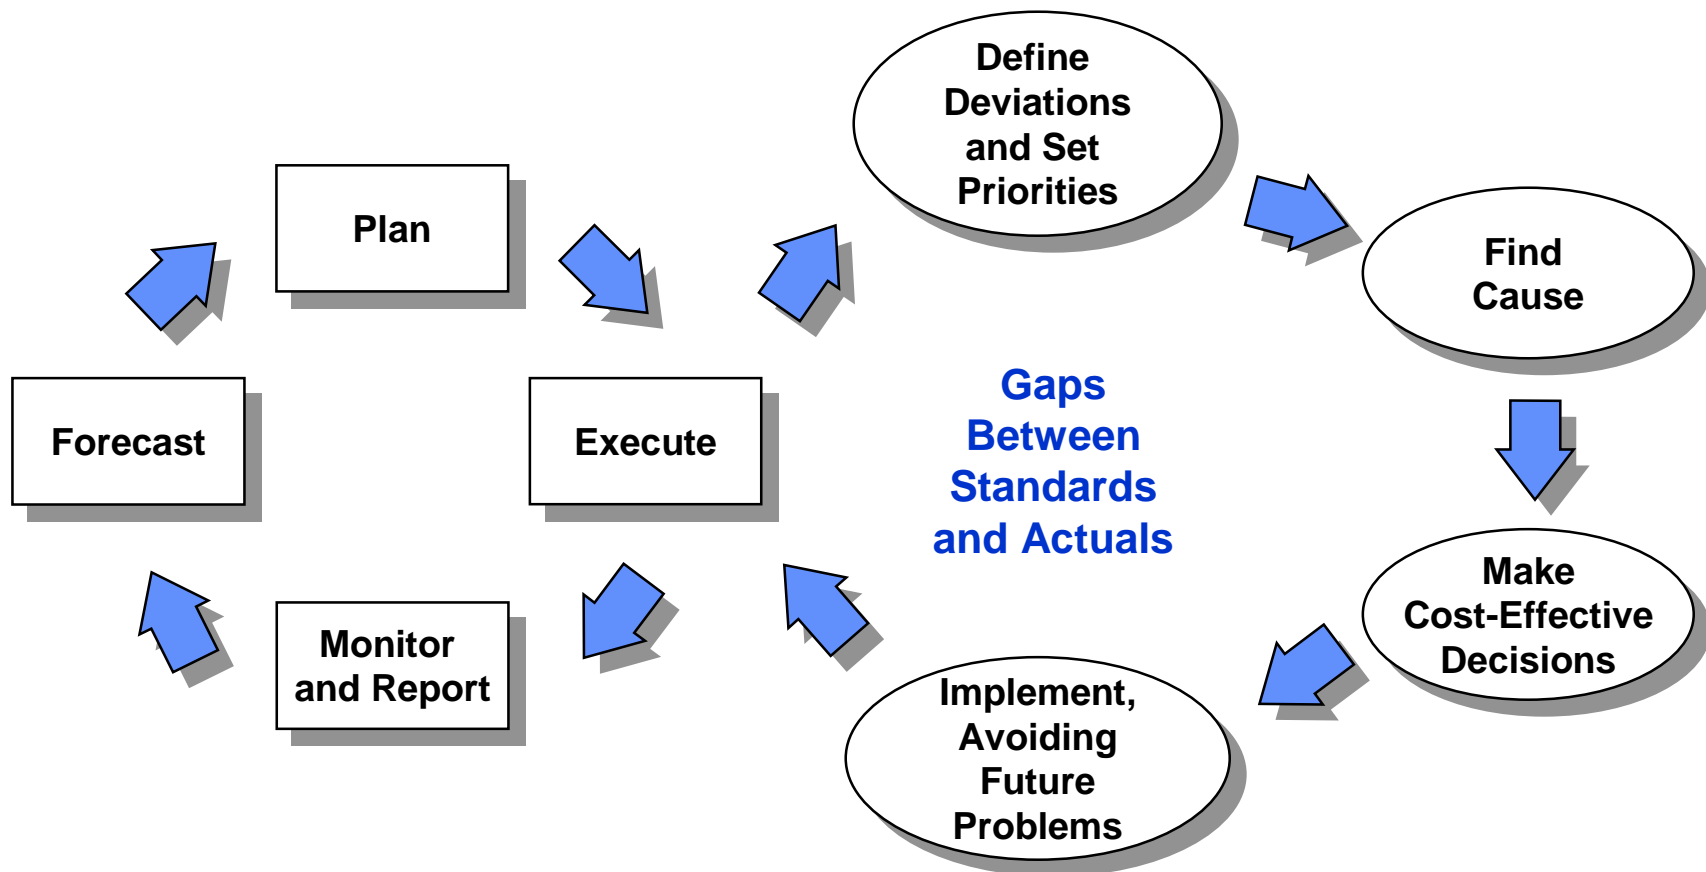 Define
Deviations
and Set
Priorities
Plan
Find
Cause
Forecast
Execute
Gaps
Between
Standards
and Actuals
Monitor
and Report
Make
Cost-Effective
Decisions
Implement,
Avoiding
Future
Problems